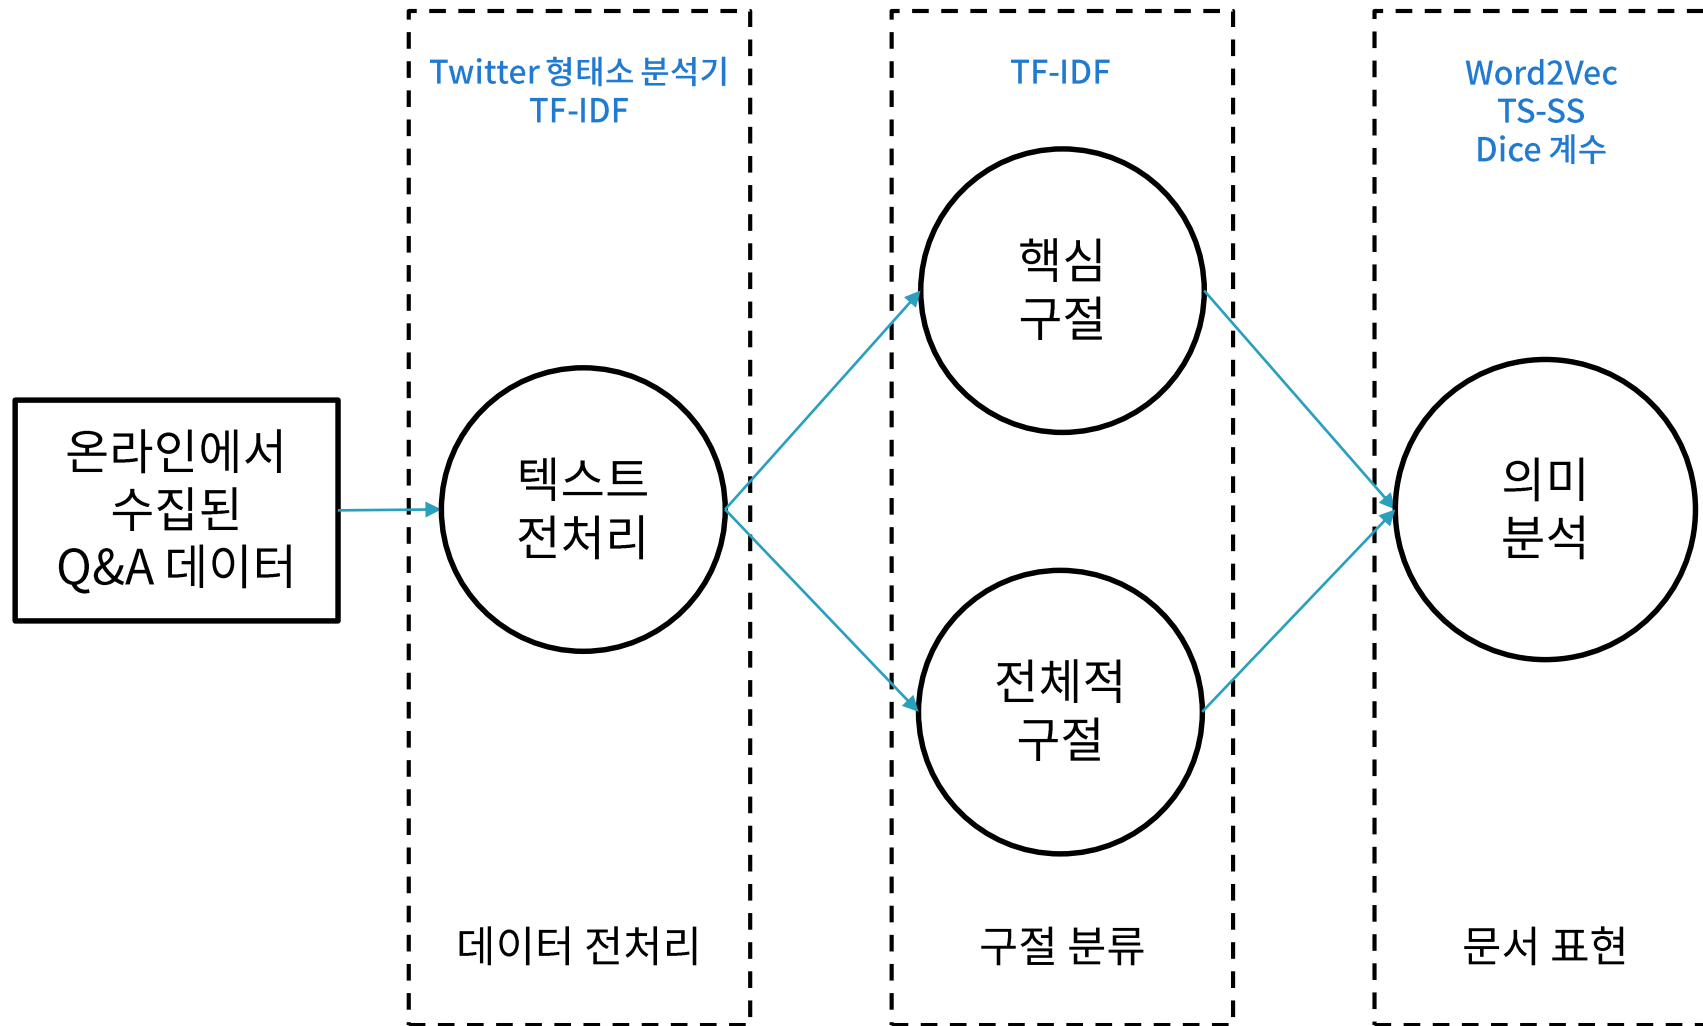 온라인에서
수집된
Q&A 데이터
Twitter 형태소 분석기
TF-IDF
텍스트
전처리
데이터 전처리
TF-IDF
핵심
구절
전체적
구절
구절 분류
Word2Vec
TS-SS
Dice 계수
의미
분석
문서 표현